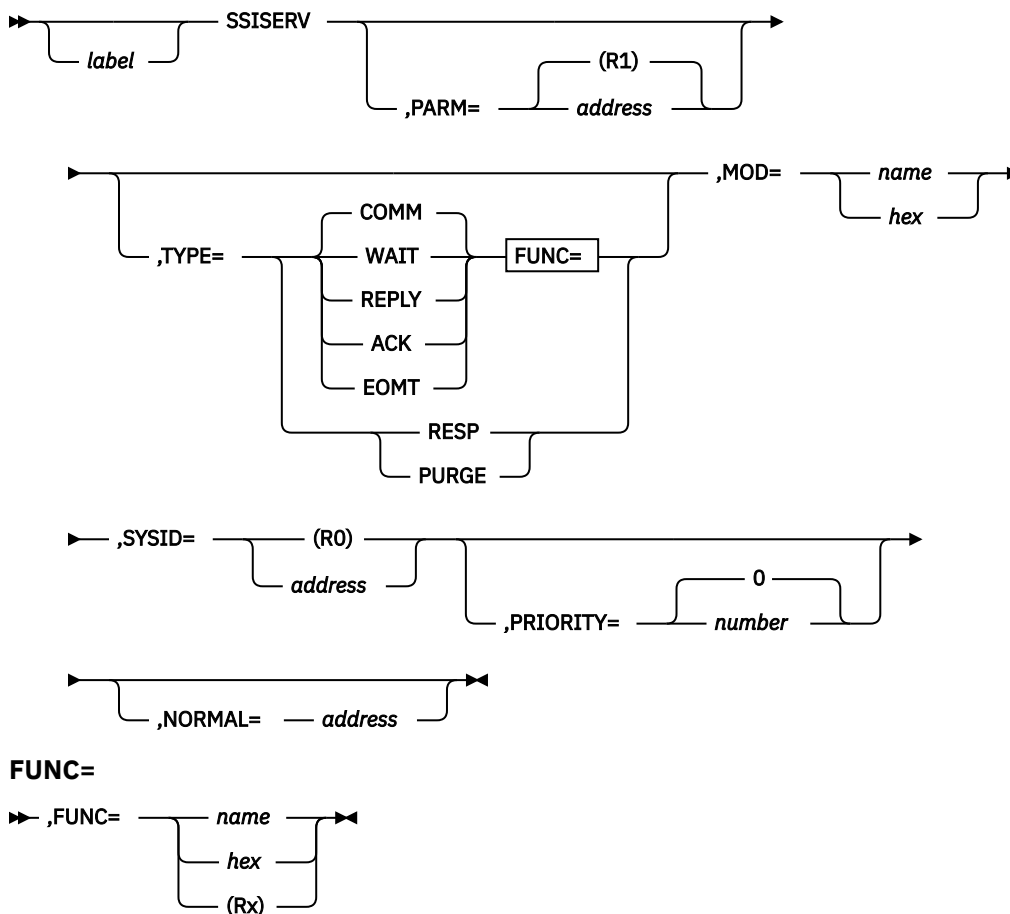 SSISERV
label
(R1)
,PARM= address
,MOD= name
COMM
hex
,TYPE= WAIT FUNC=
REPLY
ACK
EOMT
RESP
PURGE
,SYSID= (R0)
address
0
,PRIORITY= number
,NORMAL= address
FUNC=
,FUNC= name
hex
(Rx)